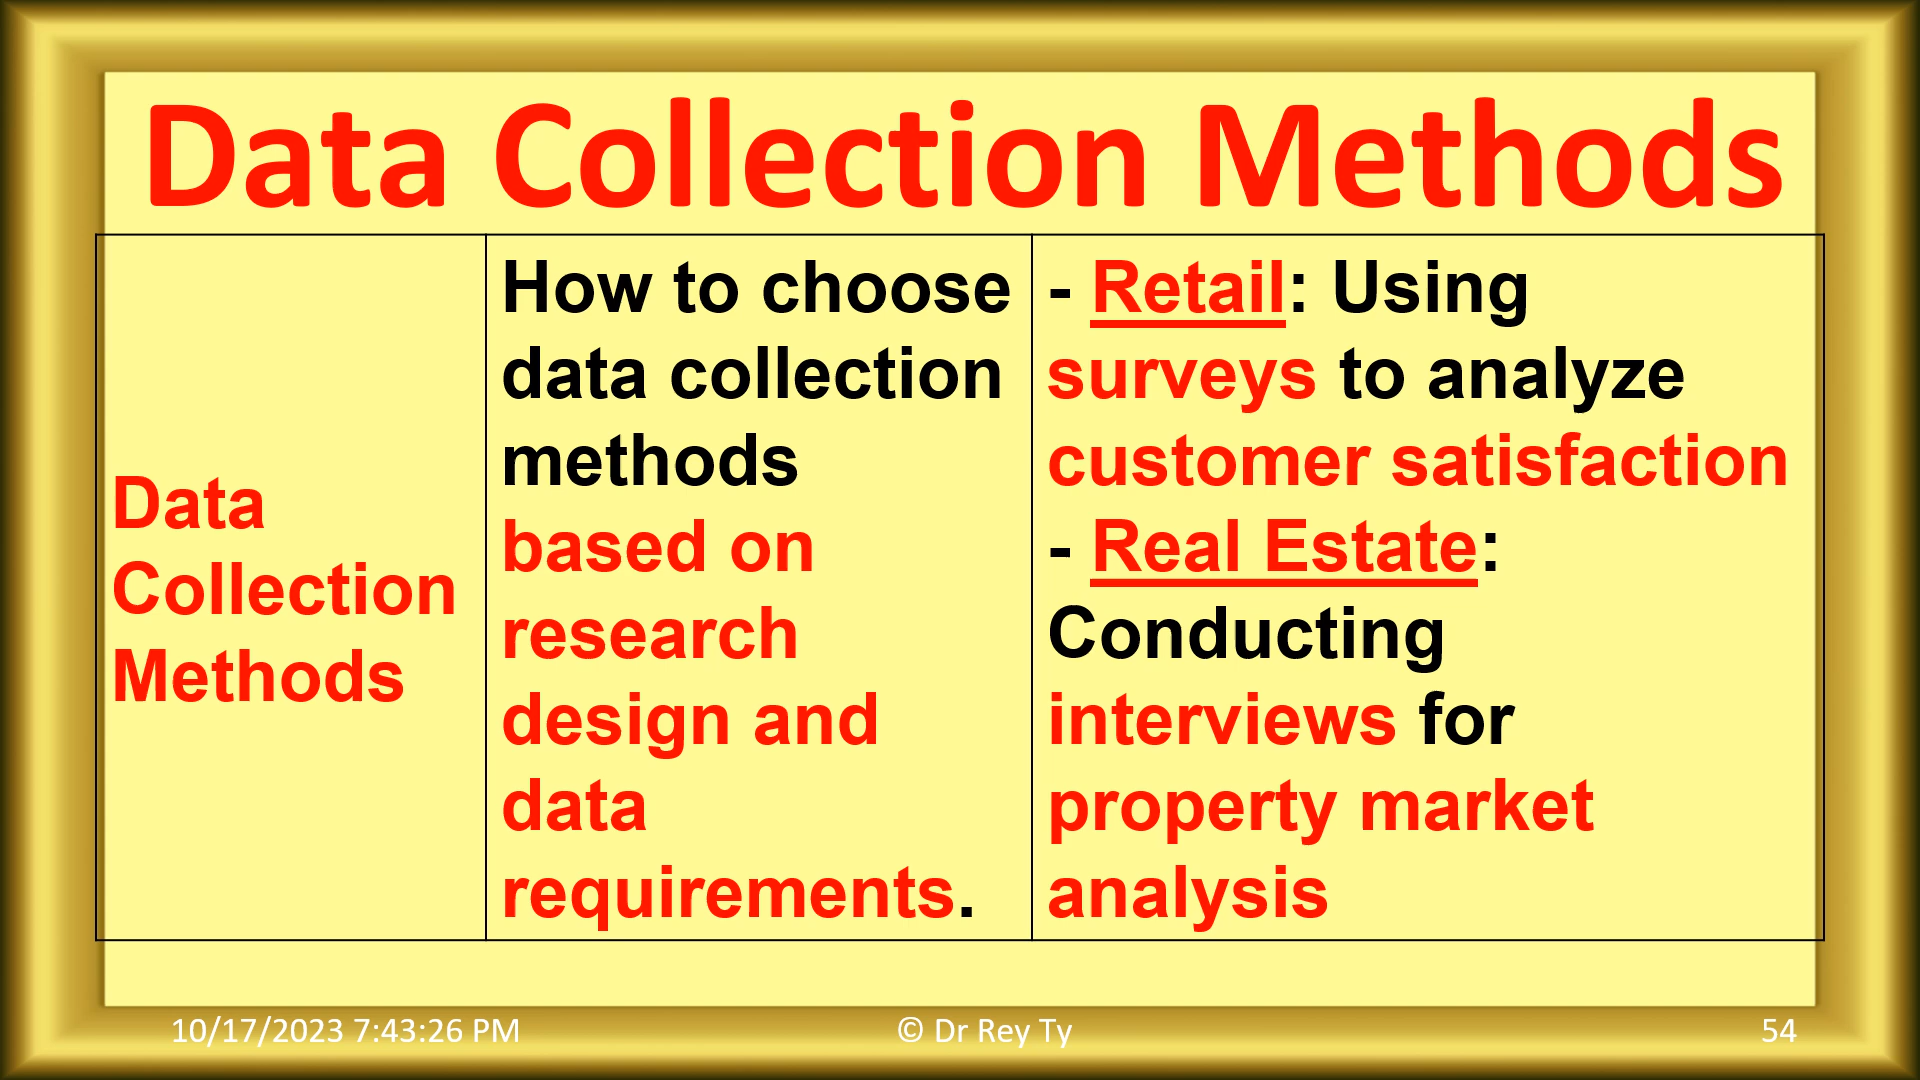 Data Collection Methods
Data
Collection
Methods
How to choose
data collection
methods
based on
research
design and
data
requirements.
- Retail: Using
surveys to analyze
customer satisfaction
- Real Estate:
Conducting
interviews for
property market
analysis
10/17/2023 7:43:26 PM
© Dr Rey Ty
54